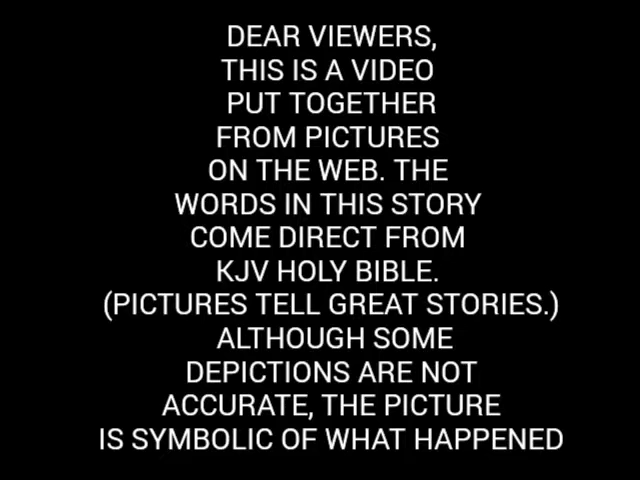 DEAR VIEWERS,
THIS IS A VIDEO
PUT TOGETHER
FROM PICTURES
ON THE WEB. THE
WORDS IN THIS STORY
COME DIRECT FROM
KJV HOLY BIBLE.
(PICTURES TELL GREAT STORIES.)
ALTHOUGH SOME
DEPICTIONS ARE NOT
ACCURATE, THE PICTURE
IS SYMBOLIC OF WHAT HAPPENED